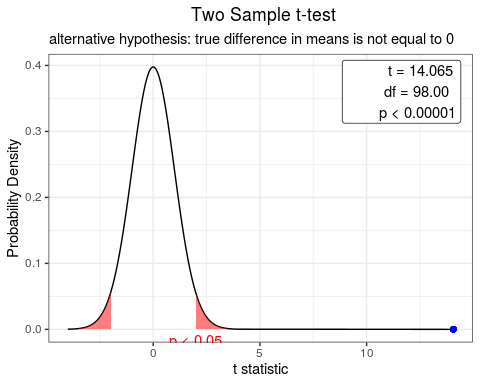 Two Sample t-test
alternative hypothesis: true difference in means is not equal to 0
t = 14.065
df = 98.00
p < 0.00001
Probability Density
0.4
0.3
0.2
0.1
0.0
p < 0.05
0
5
10
t statistic